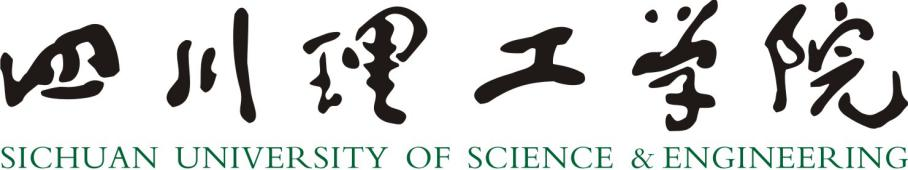 四川理工学院
SICHUAN UNIVERSITY OF SCIENCE & ENGINEERING